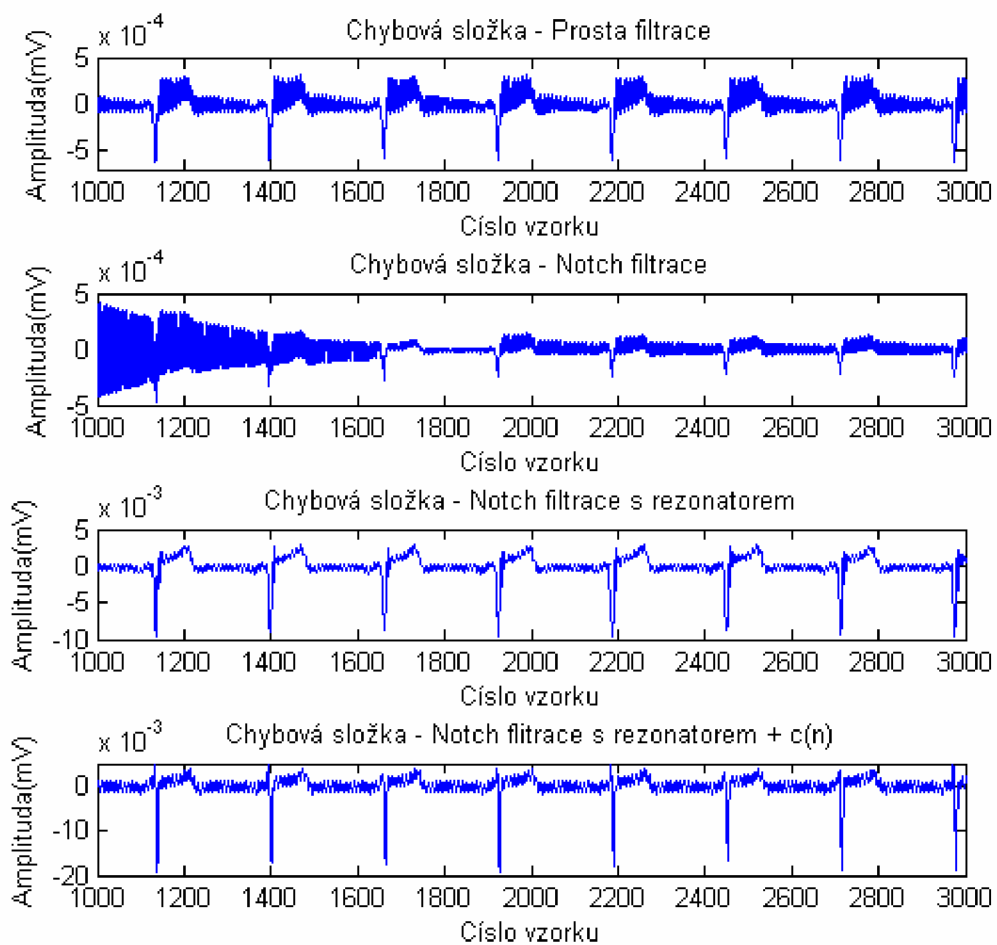 x 10⁻⁴
Chybová složka - Prosta filtrace
Amplituda(mV)
5
0
-5
1000 1200 1400 1600 1800 2000 2200 2400 2600 2800 3000
Císlo vzorku
x 10⁻⁴
Chybová složka - Notch filtrace
Amplituda(mV)
5
0
-5
1000 1200 1400 1600 1800 2000 2200 2400 2600 2800 3000
Císlo vzorku
x 10⁻³
Chybová složka - Notch filtrace s rezonatorem
Amplituda(mV)
5
0
-5
-10
1000 1200 1400 1600 1800 2000 2200 2400 2600 2800 3000
Císlo vzorku
x 10⁻³
Chybová složka - Notch flitrace s rezonatorem + c(n)
Amplituda(mV)
0
-10
-20
1000 1200 1400 1600 1800 2000 2200 2400 2600 2800 3000
Císlo vzorku